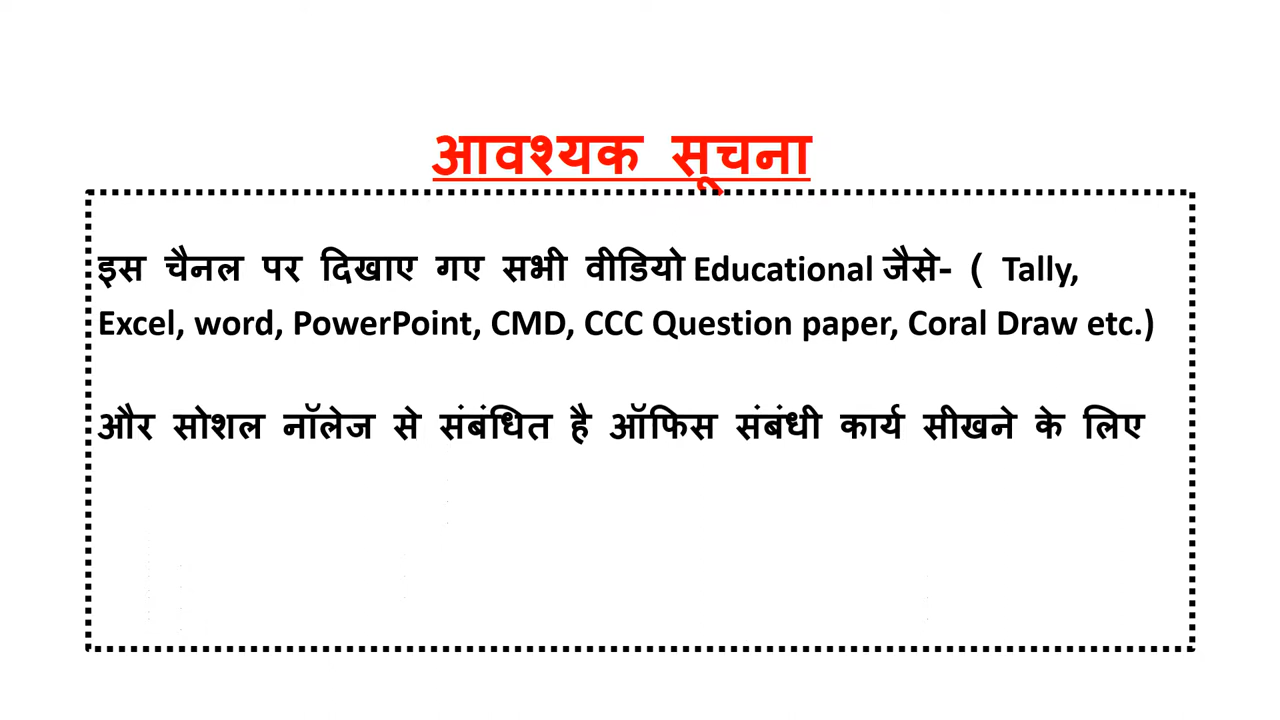 आवश्यक सूचना
इस चैनल पर दिखाए गए सभी वीडियो Educational जैसे- ( Tally,
Excel, word, PowerPoint, CMD, CCC Question paper, Coral Draw etc.)
और सोशल नॉलेज से संबंधित है ऑफिस संबंधी कार्य सीखने के लिए